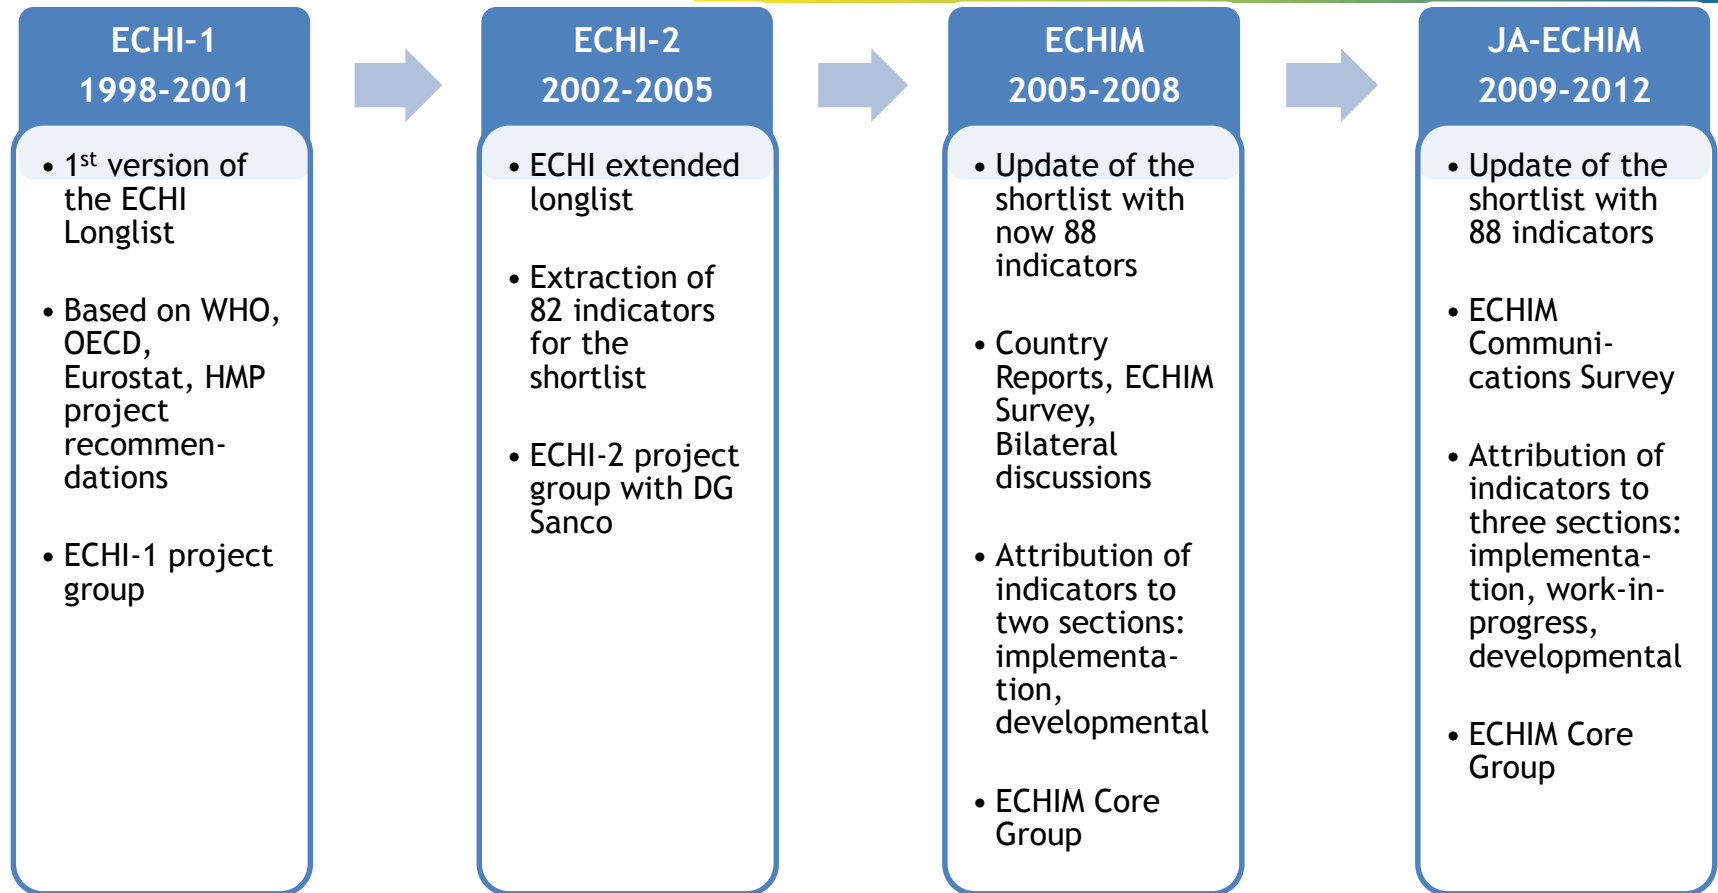 ECHI-1
1998-2001
• 1st version of
the ECHI
Longlist
• Based on WHO,
OECD,
Eurostat, HMP
project
recommen-
dations
• ECHI-1 project
group
ECHI-2
2002-2005
• ECHI extended
longlist
• Extraction of
82 indicators
for the
shortlist
• ECHI-2 project
group with DG
Sanco
ECHIM
2005-2008
• Update of the
shortlist with
now 88
indicators
• Country
Reports, ECHIM
Survey,
Bilateral
discussions
• Attribution of
indicators to
two sections:
implementa-
tion,
developmental
• ECHIM Core
Group
JA-ECHIM
2009-2012
• Update of the
shortlist with
88 indicators
• ECHIM
Communi-
cations Survey
• Attribution of
indicators to
three sections:
implementa-
tion, work-in-
progress,
developmental
• ECHIM Core
Group